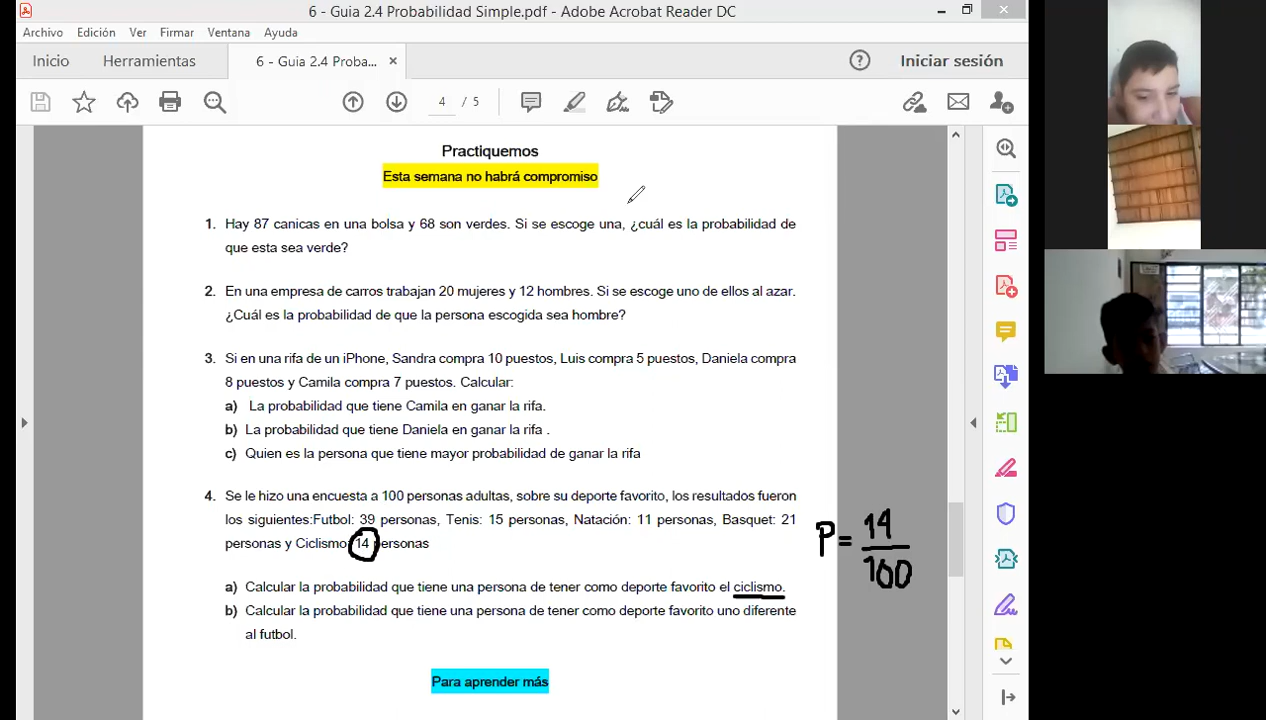 6 - Guia 2.4 Probabilidad Simple.pdf - Adobe Acrobat Reader DC
Archivo Edición Ver Firmar Ventana Ayuda
Inicio Herramientas 6 - Guia 2.4 Proba... × Iniciar sesión
4 / 5
Practiquemos
Esta semana no habrá compromiso
1. Hay 87 canicas en una bolsa y 68 son verdes. Si se escoge una, ¿cuál es la probabilidad de
que esta sea verde?
2. En una empresa de carros trabajan 20 mujeres y 12 hombres. Si se escoge uno de ellos al azar.
¿Cuál es la probabilidad de que la persona escogida sea hombre?
3. Si en una rifa de un iPhone, Sandra compra 10 puestos, Luis compra 5 puestos, Daniela compra
8 puestos y Camila compra 7 puestos. Calcular:
a) La probabilidad que tiene Camila en ganar la rifa.
b) La probabilidad que tiene Daniela en ganar la rifa .
c) Quien es la persona que tiene mayor probabilidad de ganar la rifa
4. Se le hizo una encuesta a 100 personas adultas, sobre su deporte favorito, los resultados fueron
los siguientes:Futbol: 39 personas, Tenis: 15 personas, Natación: 11 personas, Basquet: 21
personas y Ciclismo: 14 personas
P = 14
100
a) Calcular la probabilidad que tiene una persona de tener como deporte favorito el ciclismo.
b) Calcular la probabilidad que tiene una persona de tener como deporte favorito uno diferente
al futbol.
Para aprender más